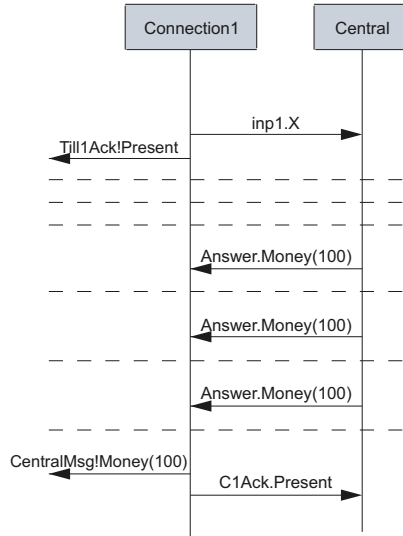 Connection1
Central
inp1.X
Till1Ack!Present
Answer.Money(100)
Answer.Money(100)
Answer.Money(100)
CentralMsg!Money(100)
C1Ack.Present